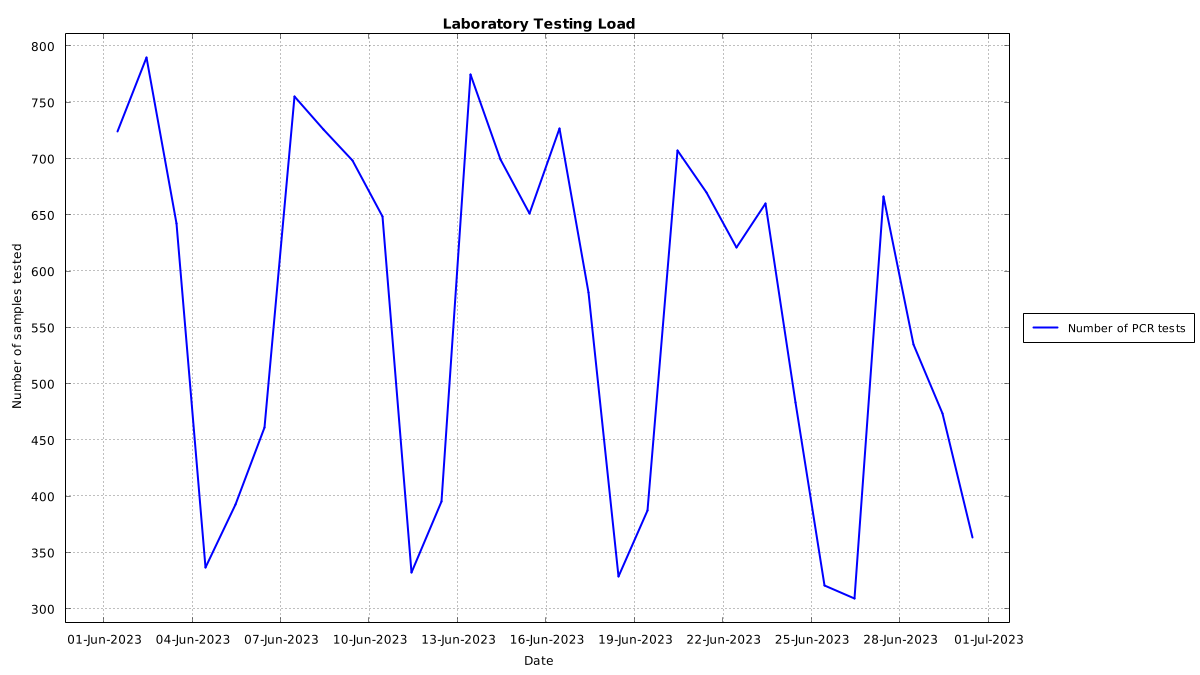 Laboratory Testing Load
800
750
700
650
600
550
500
450
400
350
300
Number of samples tested
01-Jun-2023 04-Jun-2023 07-Jun-2023 10-Jun-2023 13-Jun-2023 16-Jun-2023 19-Jun-2023 22-Jun-2023 25-Jun-2023 28-Jun-2023 01-Jul-2023
Date
Number of PCR tests